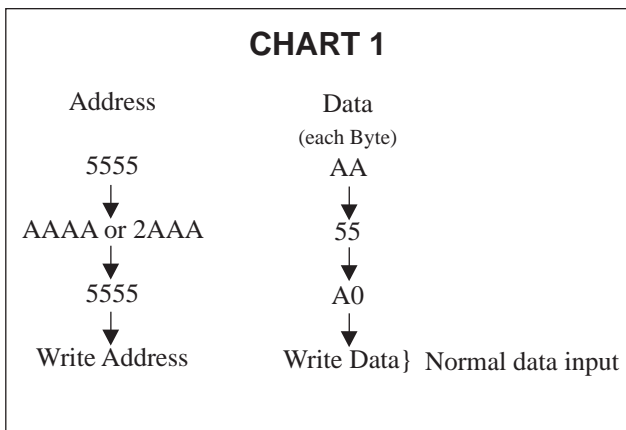 CHART 1
Address Data
(each Byte)
5555 AA
AAAA or 2AAA 55
5555 A0
Write Address Write Data} Normal data input